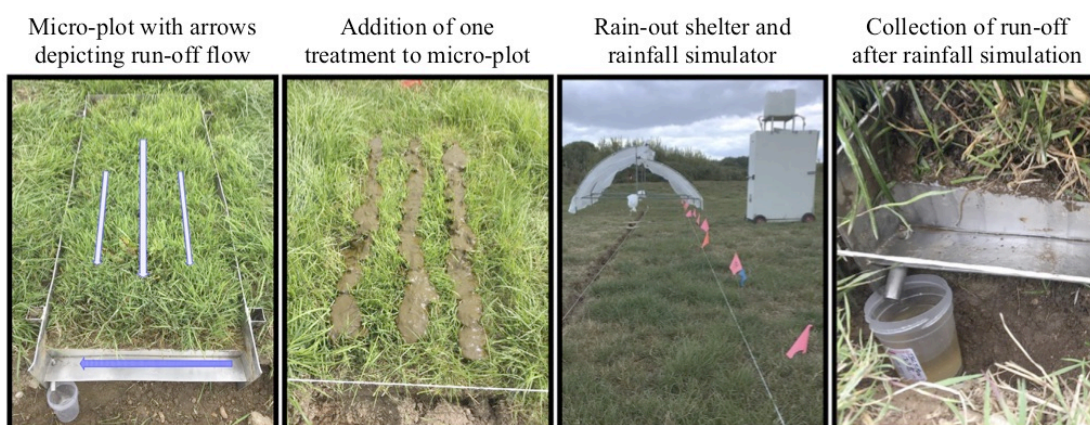 Micro-plot with arrows
depicting run-off flow
Addition of one
treatment to micro-plot
Rain-out shelter and
rainfall simulator
Collection of run-off
after rainfall simulation